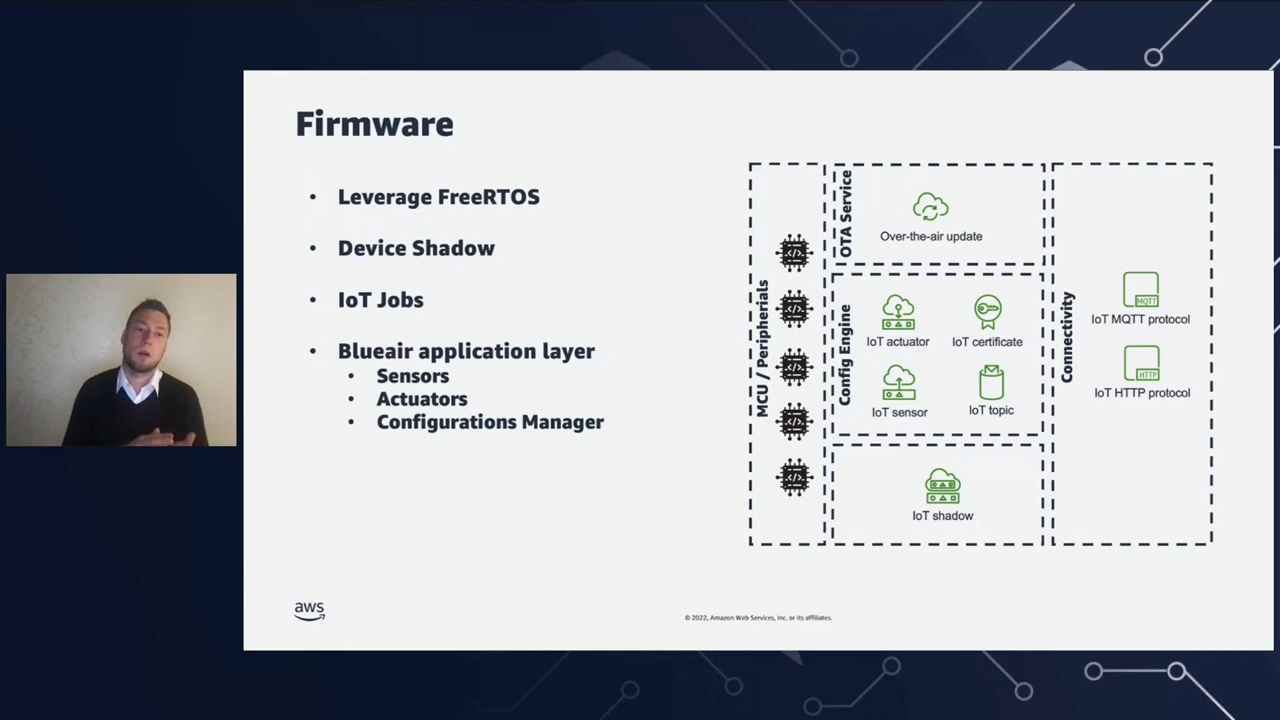 Firmware
• Leverage FreeRTOS
• Device Shadow
• IoT Jobs
• Blueair application layer
• Sensors
• Actuators
• Configurations Manager
MCU / Peripherials
OTA Service
Over-the-air update
Config Engine
IoT actuator
IoT certificate
IoT sensor
IoT topic
IoT shadow
Connectivity
MQTT
IoT MQTT protocol
HTTP
IoT HTTP protocol
aws
© 2022, Amazon Web Services, Inc. or its affiliates.